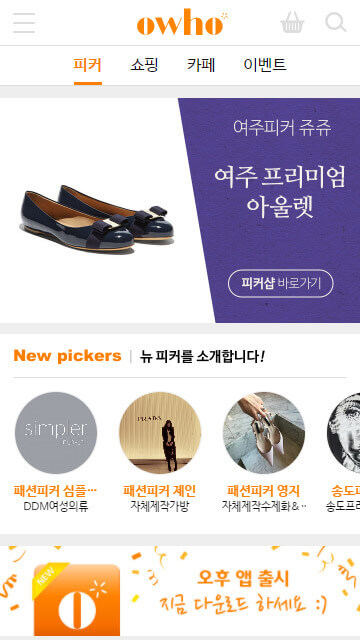 owho
피커 쇼핑 카페 이벤트
여주피커 쥬쥬
여주 프리미엄
아울렛
피커샵 바로가기
New pickers | 뉴 피커를 소개합니다!
simpler
PRADA
패션피커 심플… 패션피커 제인 패션피커 영지 송도피
DDM여성의류 자체제작가방 자체제작수제화&.. 송도프리
NEW
오후 앱 출시
지금 다운로드 하세요 :)